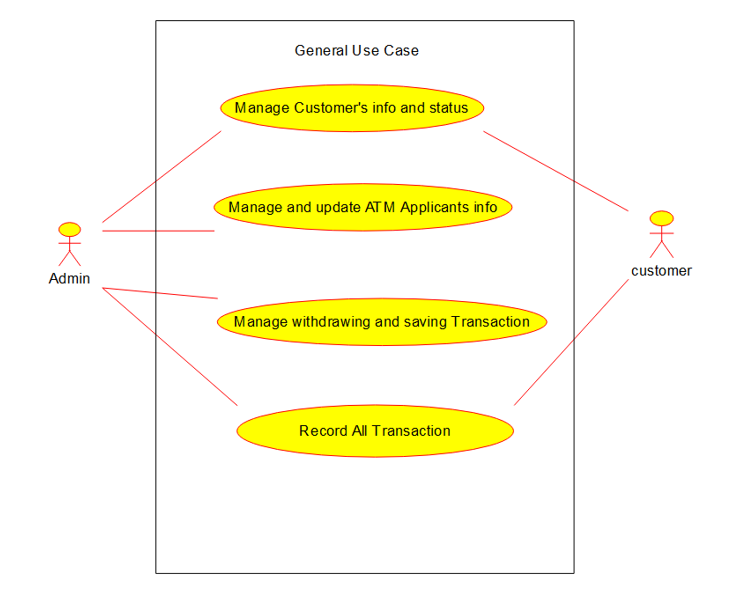 General Use Case
Manage Customer's info and status
Manage and update ATM Applicants info
Admin
customer
Manage withdrawing and saving Transaction
Record All Transaction